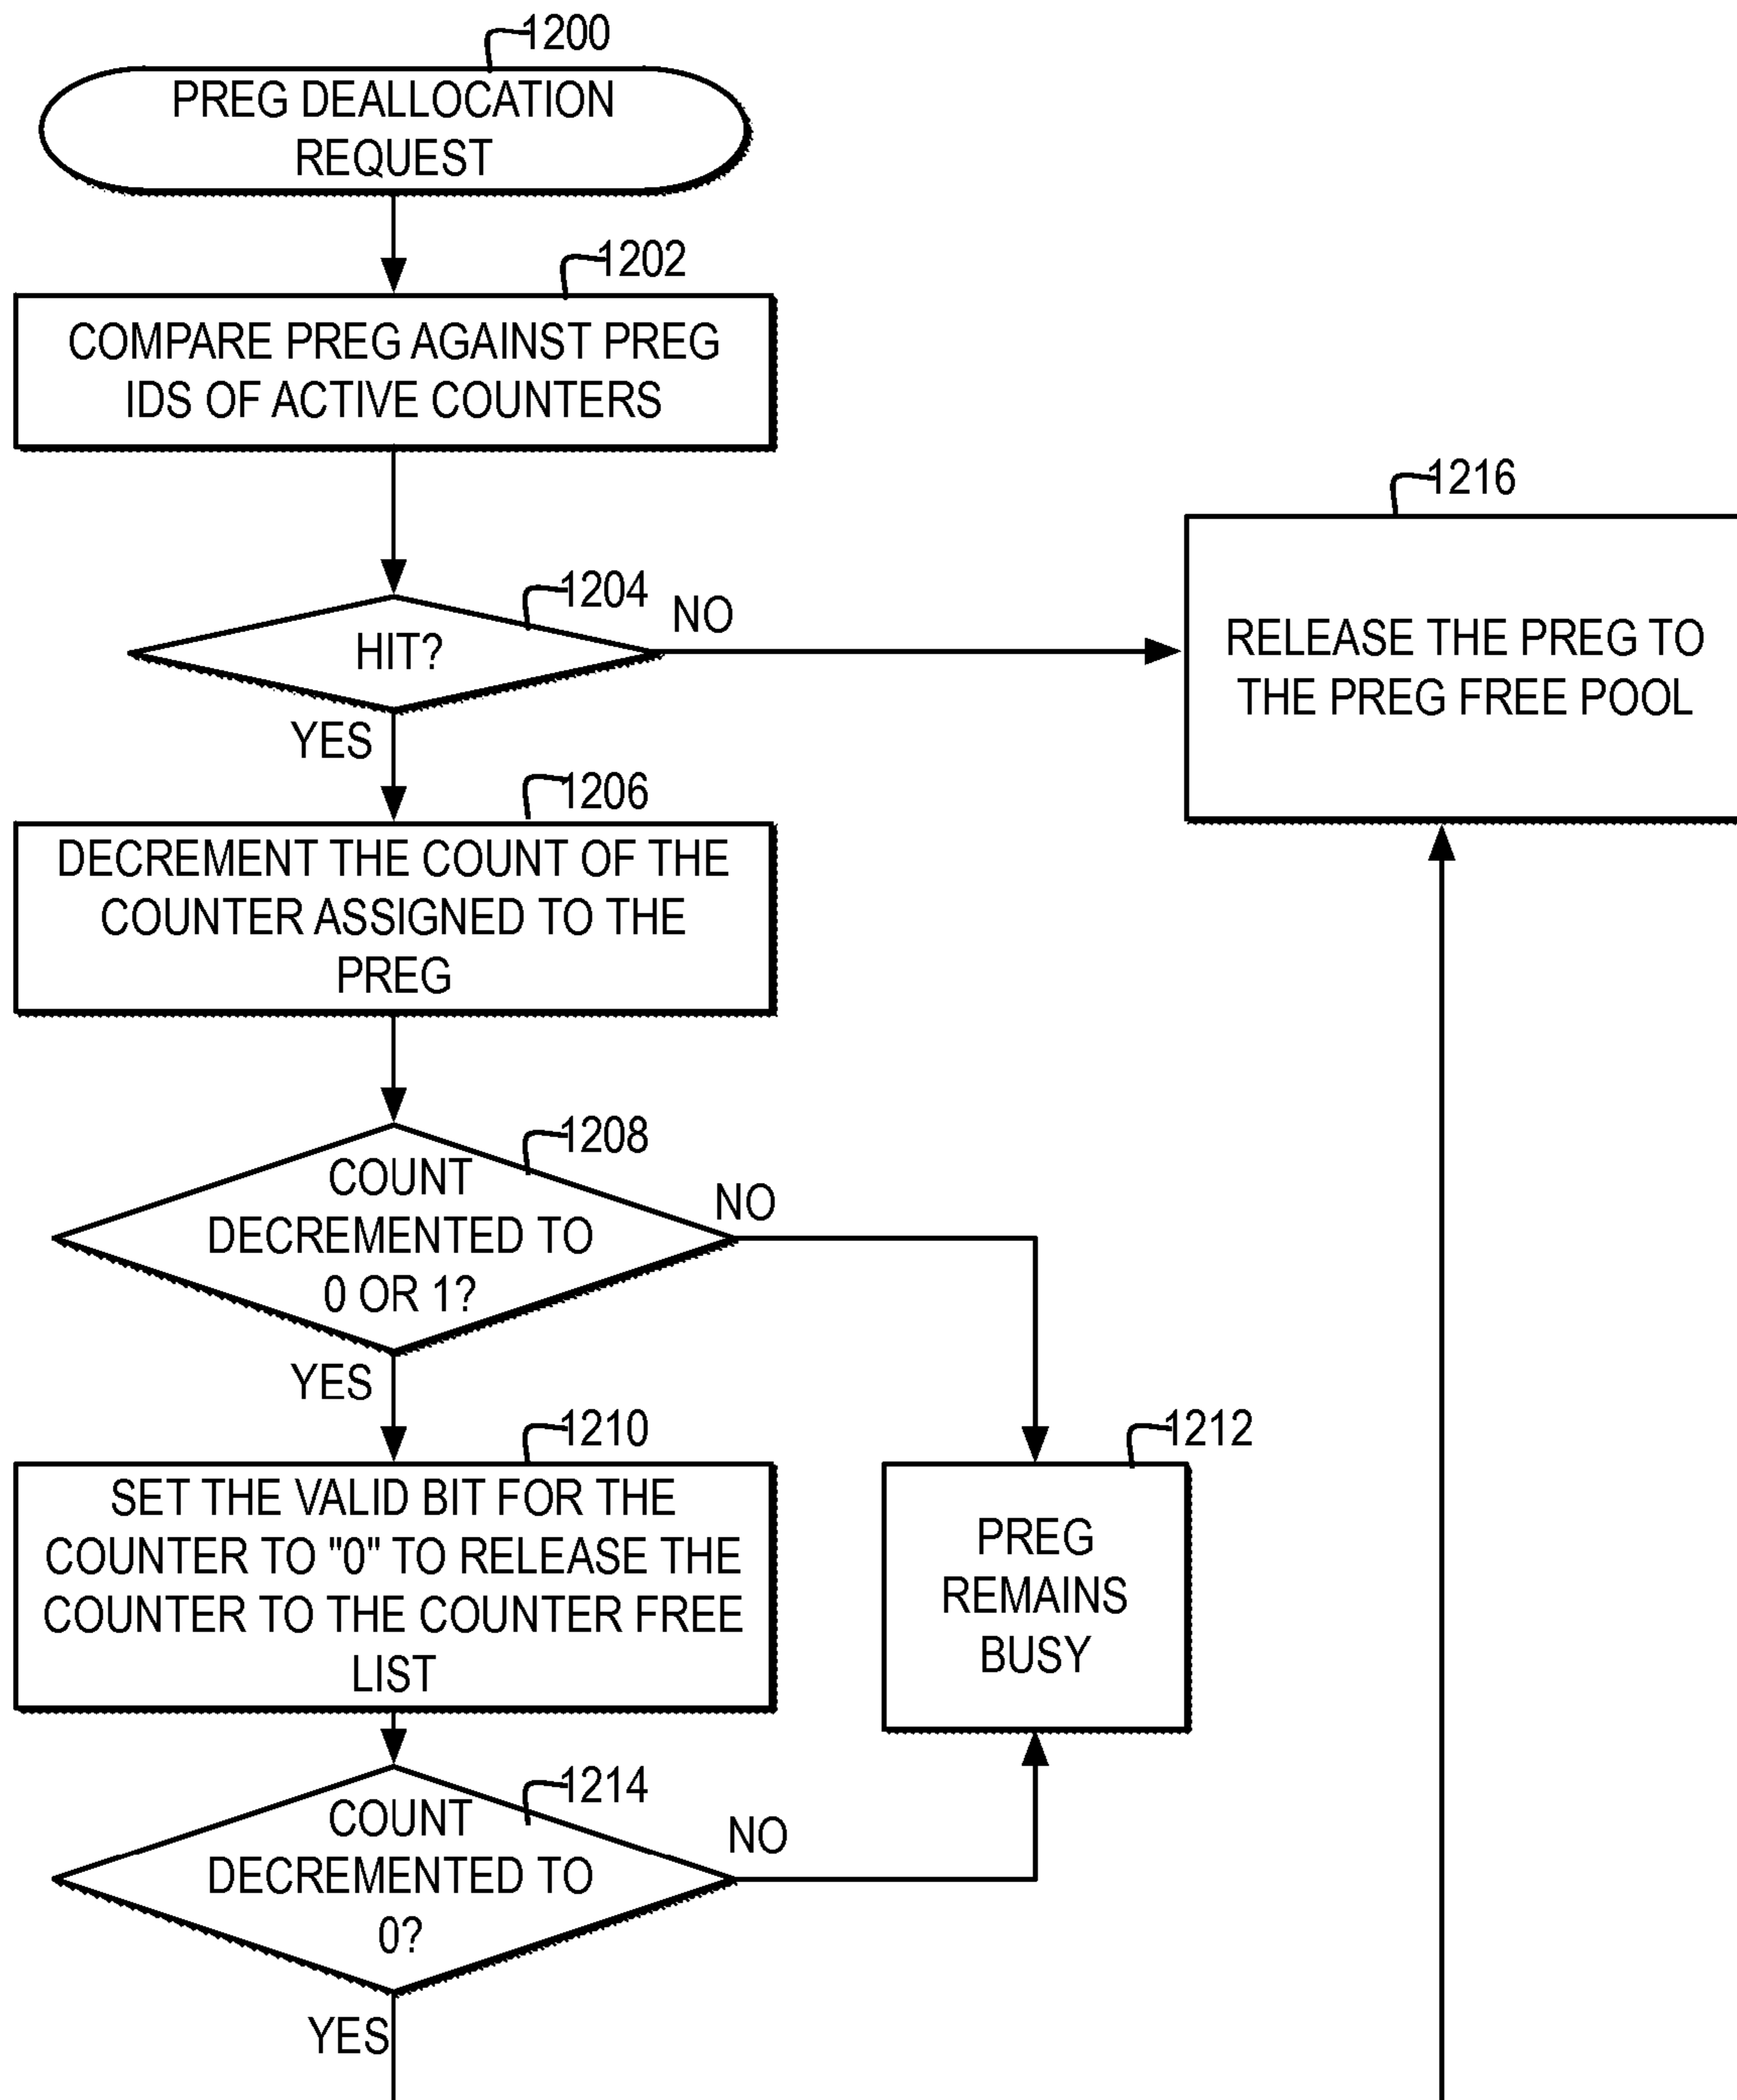 1200
PREG DEALLOCATION
REQUEST
1202
COMPARE PREG AGAINST PREG
IDS OF ACTIVE COUNTERS
1216
RELEASE THE PREG TO
THE PREG FREE POOL
1204
HIT?
NO
YES
1206
DECREMENT THE COUNT OF THE
COUNTER ASSIGNED TO THE
PREG
1208
COUNT
DECREMENTED TO
0 OR 1?
NO
YES
1210
SET THE VALID BIT FOR THE
COUNTER TO "0" TO RELEASE THE
COUNTER TO THE COUNTER FREE
LIST
1212
PREG
REMAINS
BUSY
1214
COUNT
DECREMENTED TO
0?
NO
YES